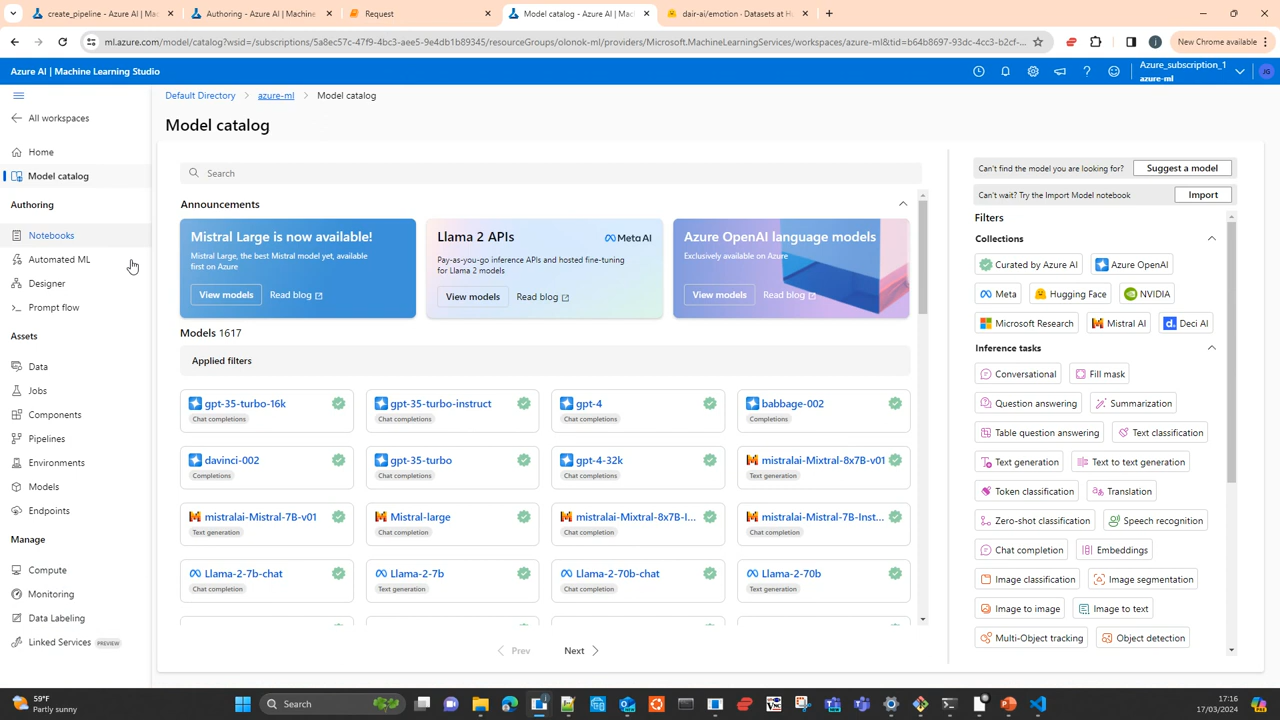 create_pipeline - Azure AI | Mac
Authoring - Azure AI | Machine
Request
Model catalog - Azure AI | Mac
dair-ai/emotion · Datasets at Hu
ml.azure.com/model/catalog?wsid=/subscriptions/5a8ec57c-47f9-4bc3-aee5-9e4db1b89345/resourceGroups/olonok-ml/providers/Microsoft.MachineLearningServices/workspaces/azure-ml&tid=b64b8697-93dc-4cc3-b2cf-...
New Chrome available
Azure AI | Machine Learning Studio
Azure_subscription_1
azure-ml
JG
Default Directory > azure-ml > Model catalog
All workspaces
Home
Model catalog
Authoring
Notebooks
Automated ML
Designer
Prompt flow
Assets
Data
Jobs
Components
Pipelines
Environments
Models
Endpoints
Manage
Compute
Monitoring
Data Labeling
Linked Services PREVIEW
Model catalog
Search
Announcements
Mistral Large is now available!
Mistral Large, the best Mistral model yet, available
first on Azure
View models Read blog
Llama 2 APIs
Meta AI
Pay-as-you-go inference APIs and hosted fine-tuning
for Llama 2 models
View models Read blog
Azure OpenAI language models
Exclusively available on Azure
View models Read blog
Models 1617
Applied filters
gpt-35-turbo-16k
Chat completions
gpt-35-turbo-instruct
Chat completions
gpt-4
Chat completions
babbage-002
Completions
davinci-002
Completions
gpt-35-turbo
Chat completions
gpt-4-32k
Chat completions
mistralai-Mixtral-8x7B-v01
Text generation
mistralai-Mistral-7B-v01
Text generation
Mistral-large
Chat completion
mistralai-Mixtral-8x7B-I...
Chat completion
mistralai-Mistral-7B-Inst...
Chat completion
Llama-2-7b-chat
Chat completion
Llama-2-7b
Text generation
Llama-2-70b-chat
Chat completion
Llama-2-70b
Text generation
Prev Next
Can't find the model you are looking for? Suggest a model
Can't wait? Try the Import Model notebook Import
Filters
Collections
Curated by Azure AI Azure OpenAI
Meta Hugging Face NVIDIA
Microsoft Research Mistral AI Deci AI
Inference tasks
Conversational Fill mask
Question answering Summarization
Table question answering Text classification
Text generation Text to text generation
Token classification Translation
Zero-shot classification Speech recognition
Chat completion Embeddings
Image classification Image segmentation
Image to image Image to text
Multi-Object tracking Object detection
59°F
Partly sunny
Search
17:16
17/03/2024